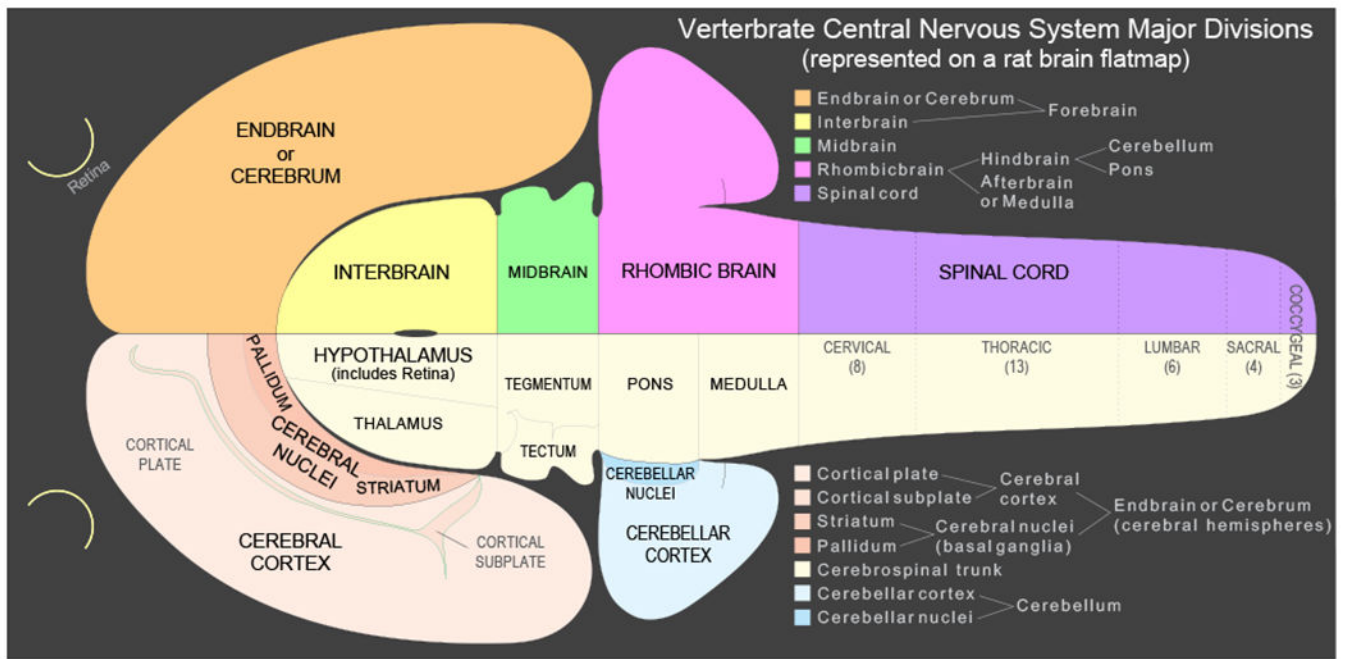 Verterbrate Central Nervous System Major Divisions
(represented on a rat brain flatmap)
Endbrain or Cerebrum
Interbrain
Forebrain
Midbrain
Rhombicbrain
Hindbrain
Cerebellum
Pons
Afterbrain
or Medulla
Spinal cord
Retina
ENDBRAIN
or
CEREBRUM
INTERBRAIN
MIDBRAIN
RHOMBIC BRAIN
SPINAL CORD
COCCYGEAL (3)
PALLIDUM
HYPOTHALAMUS
(includes Retina)
THALAMUS
TEGMENTUM
TECTUM
PONS
MEDULLA
CERVICAL
(8)
THORACIC
(13)
LUMBAR
(6)
SACRAL
(4)
CORTICAL
PLATE
CEREBRAL
NUCLEI
STRIATUM
CEREBRAL
CORTEX
CORTICAL
SUBPLATE
CEREBELLAR
NUCLEI
CEREBELLAR
CORTEX
Cortical plate
Cortical subplate
Cerebral
cortex
Striatum
Pallidum
Cerebral nuclei
(basal ganglia)
Endbrain or Cerebrum
(cerebral hemispheres)
Cerebrospinal trunk
Cerebellar cortex
Cerebellar nuclei
Cerebellum